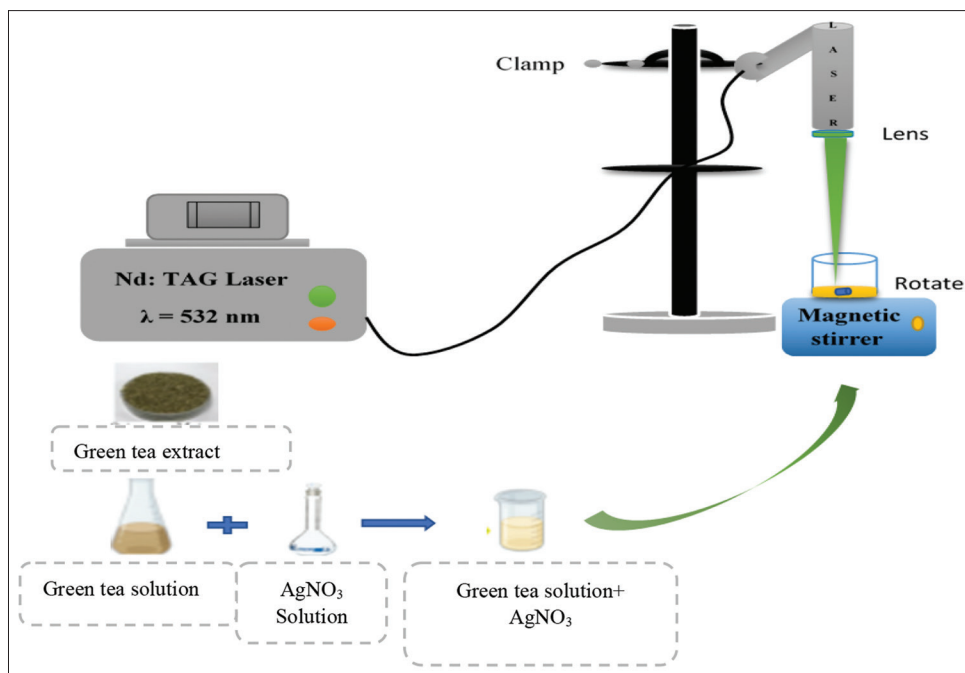 Clamp
LASER
Lens
Nd: TAG Laser
λ = 532 nm
Rotate
Magnetic
stirrer
Green tea extract
Green tea solution
AgNO₃
Solution
Green tea solution+
AgNO₃